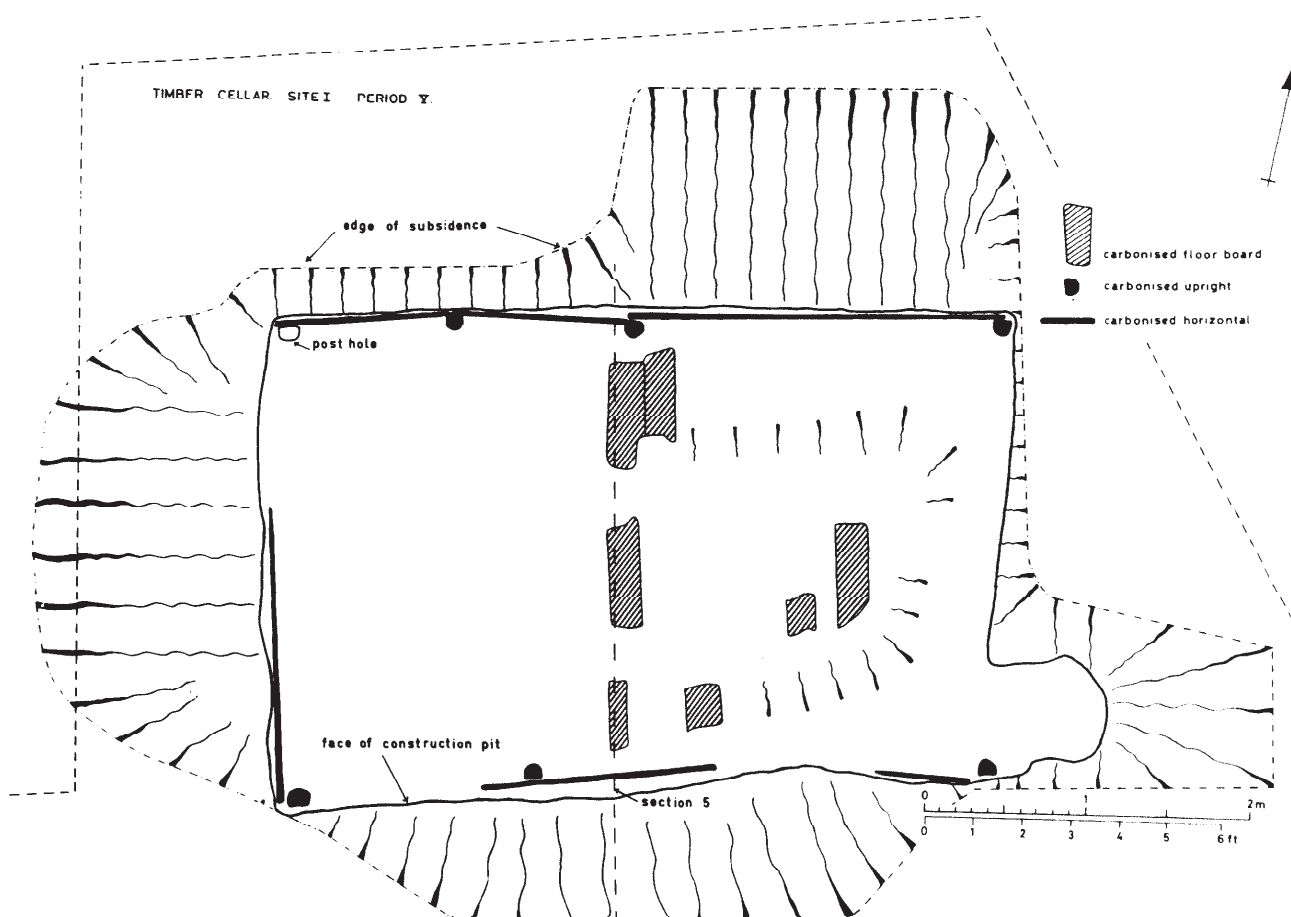 TIMBER CELLAR. SITE I PERIOD V.
edge of subsidence
carbonised floor board
carbonised upright
carbonised horizontal
post hole
face of construction pit
section 5
0 1 2m
0 1 2 3 4 5 6 ft